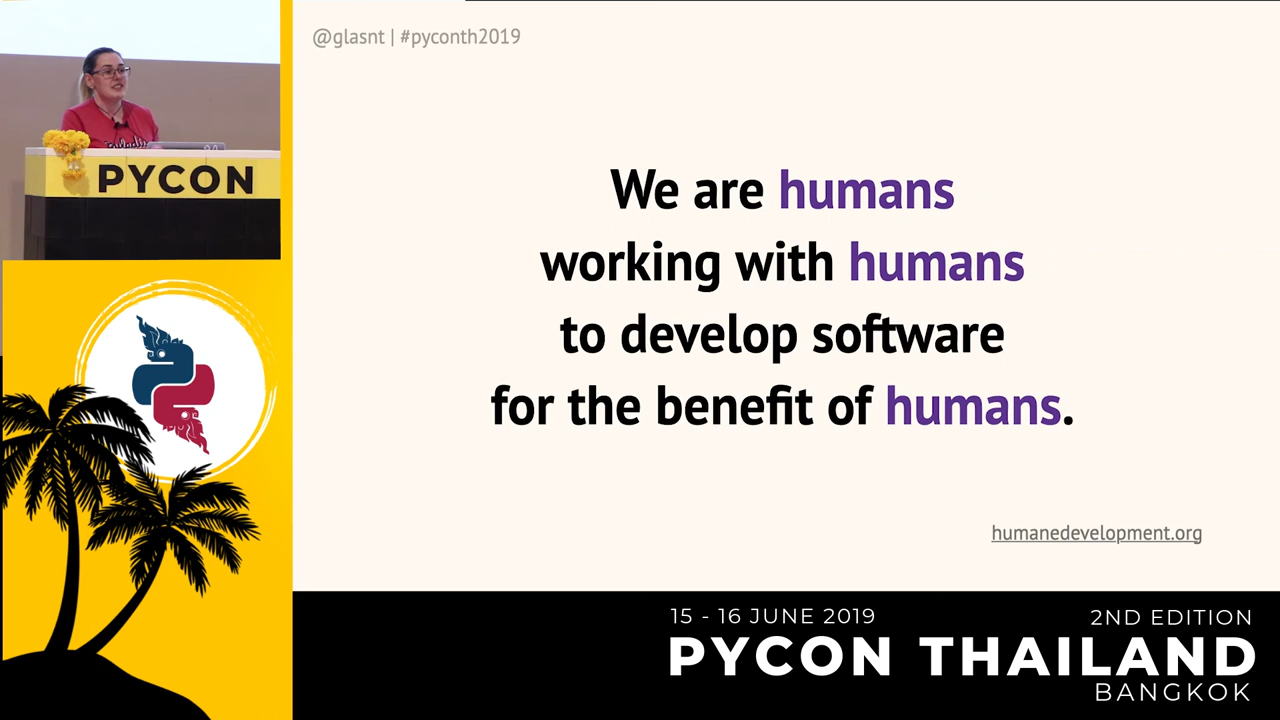 @glasnt | #pyconth2019
We are humans
working with humans
to develop software
for the benefit of humans.
humanedevelopment.org
PYCON
15 - 16 JUNE 2019
2ND EDITION
PYCON THAILAND
BANGKOK